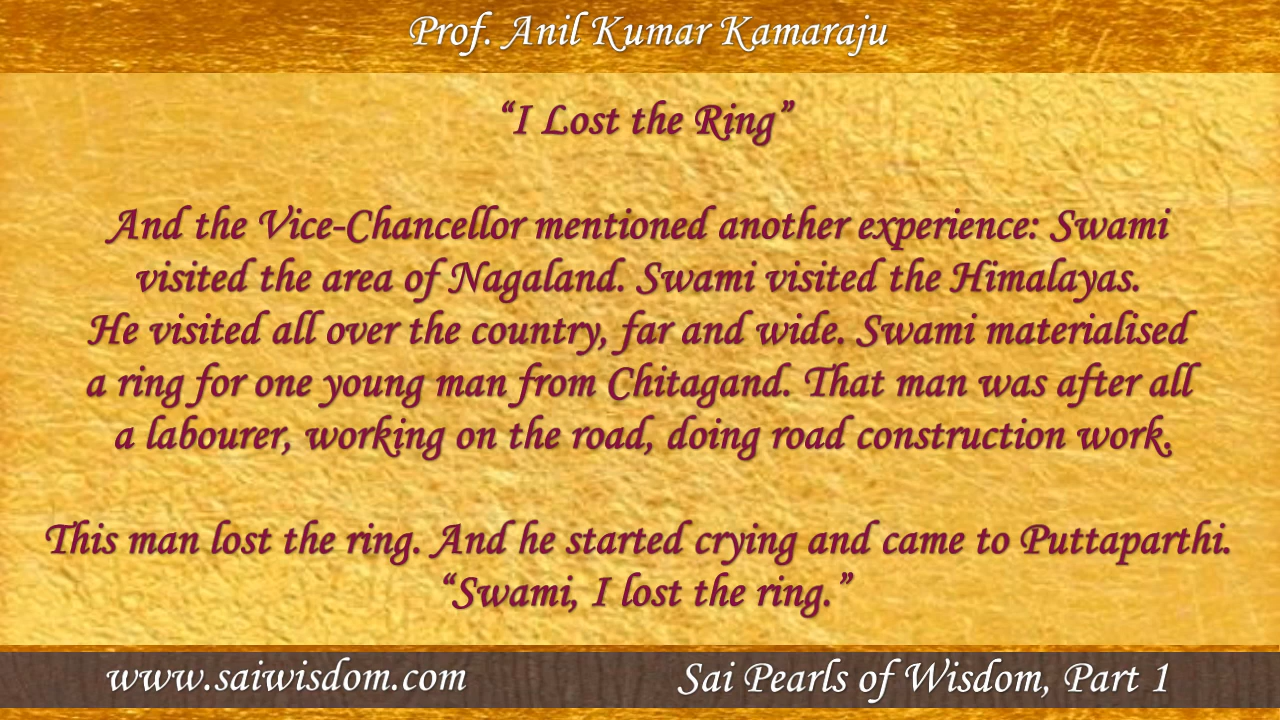 Prof. Anil Kumar Kamaraju
“I Lost the Ring”
And the Vice-Chancellor mentioned another experience: Swami
visited the area of Nagaland. Swami visited the Himalayas.
He visited all over the country, far and wide. Swami materialised
a ring for one young man from Chitagand. That man was after all
a labourer, working on the road, doing road construction work.
This man lost the ring. And he started crying and came to Puttaparthi.
“Swami, I lost the ring.”
www.saiwisdom.com
Sai Pearls of Wisdom, Part 1